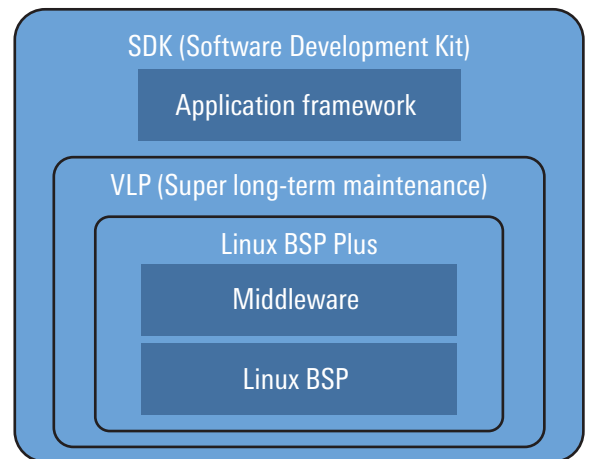 SDK (Software Development Kit)
Application framework
VLP (Super long-term maintenance)
Linux BSP Plus
Middleware
Linux BSP